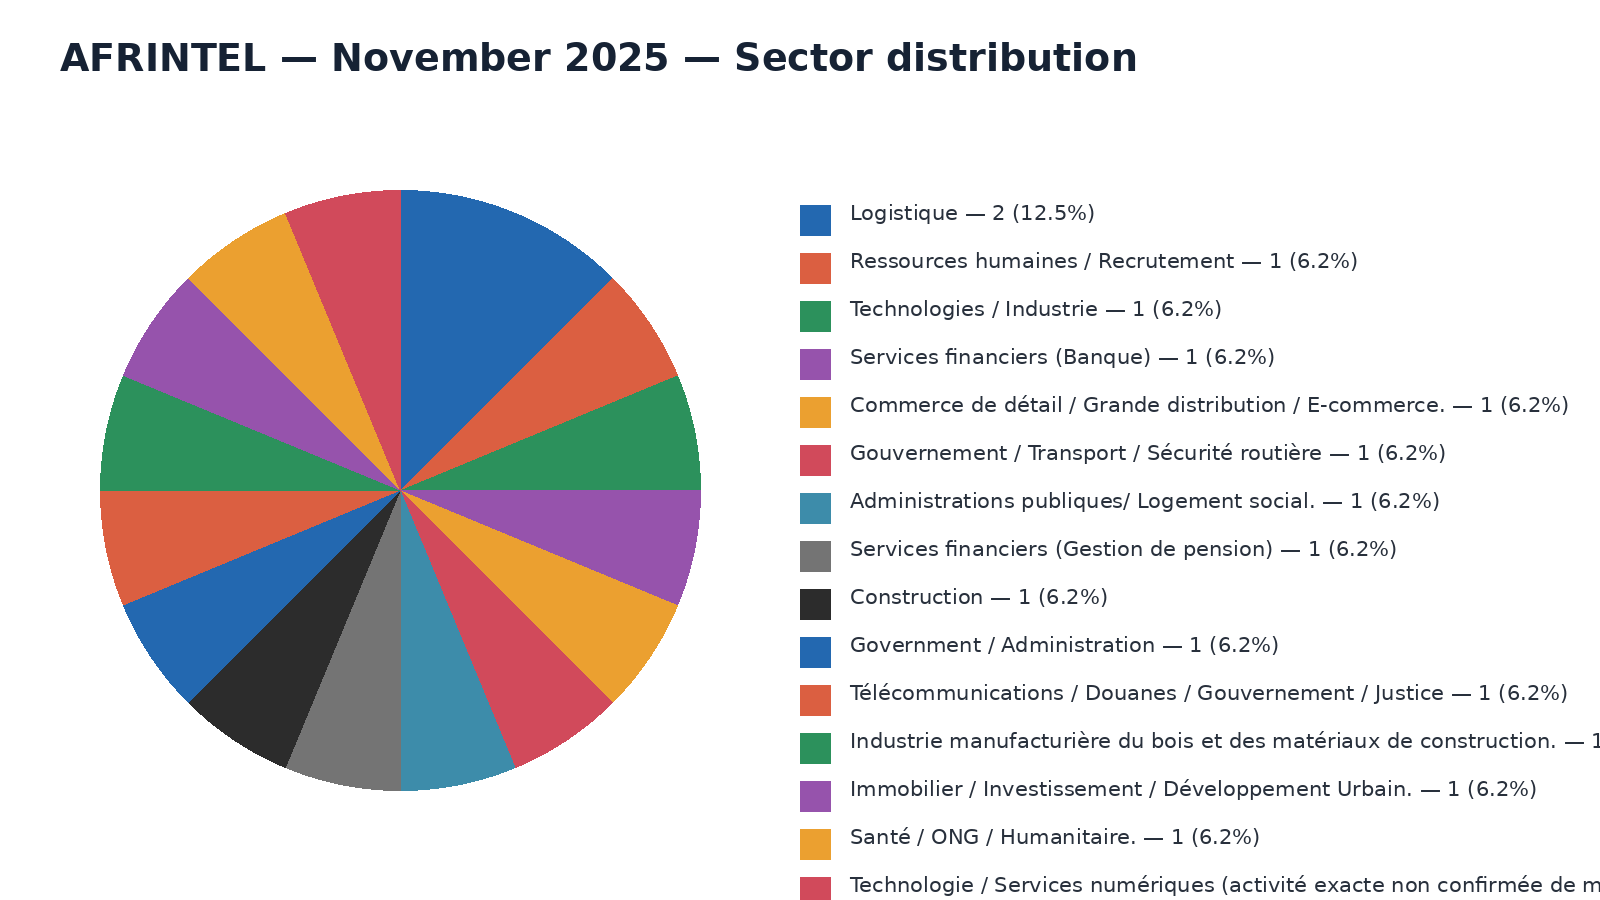 AFRINTEL — November 2025 — Sector distribution
Logistique — 2 (12.5%)
Ressources humaines / Recrutement — 1 (6.2%)
Technologies / Industrie — 1 (6.2%)
Services financiers (Banque) — 1 (6.2%)
Commerce de détail / Grande distribution / E-commerce. — 1 (6.2%)
Gouvernement / Transport / Sécurité routière — 1 (6.2%)
Administrations publiques/ Logement social. — 1 (6.2%)
Services financiers (Gestion de pension) — 1 (6.2%)
Construction — 1 (6.2%)
Government / Administration — 1 (6.2%)
Télécommunications / Douanes / Gouvernement / Justice — 1 (6.2%)
Industrie manufacturière du bois et des matériaux de construction. — 1
Immobilier / Investissement / Développement Urbain. — 1 (6.2%)
Santé / ONG / Humanitaire. — 1 (6.2%)
Technologie / Services numériques (activité exacte non confirmée de